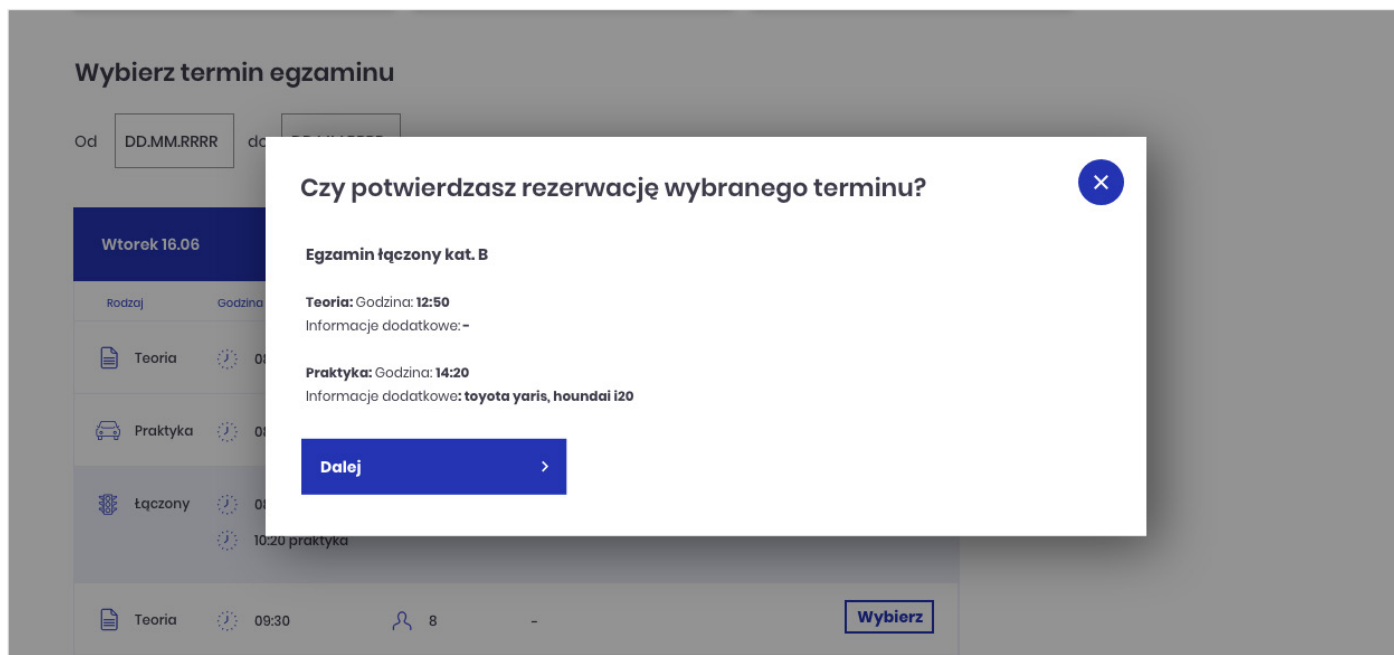 Wybierz termin egzaminu
Od DD.MM.RRRR do
Czy potwierdzasz rezerwację wybranego terminu?
Wtorek 16.06
Egzamin łączony kat. B
Rodzaj Godzina
Teoria: Godzina: 12:50
Informacje dodatkowe: -
Teoria
Praktyka: Godzina: 14:20
Informacje dodatkowe: toyota yaris, houndai i20
Praktyka
Dalej
Łączony
10:20 praktyka
Teoria 09:30 8 - Wybierz